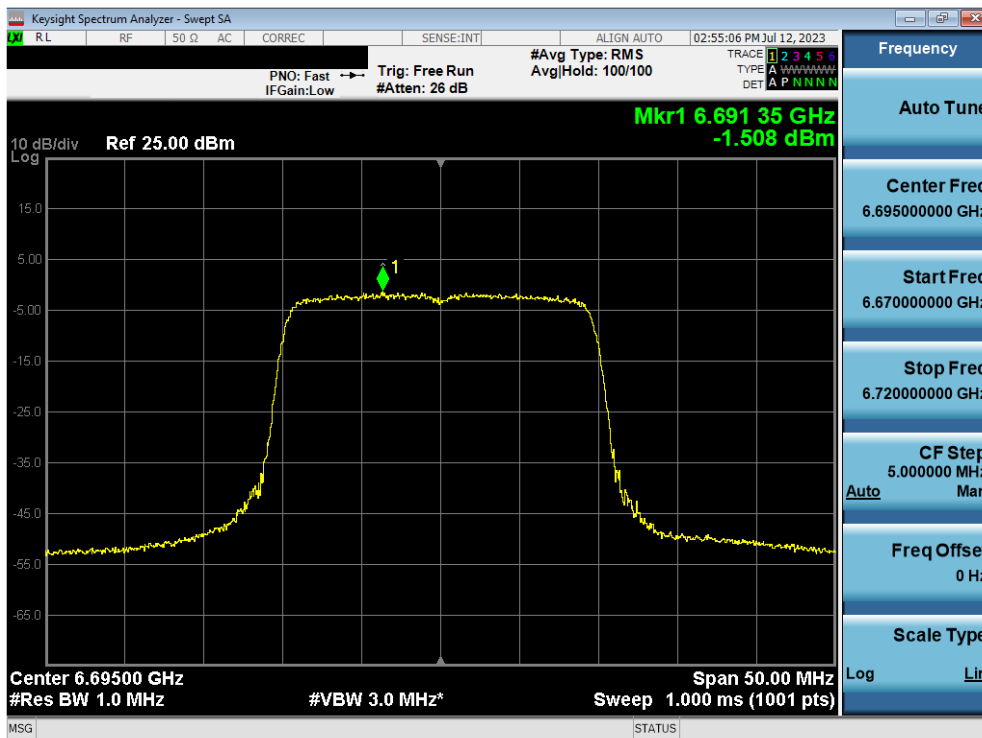 Keysight Spectrum Analyzer - Swept SA
LXI RL RF 50 Ω AC CORREC SENSE:INT ALIGN AUTO 02:55:06 PM Jul 12, 2023
PNO: Fast
IFGain:Low
Trig: Free Run
#Atten: 26 dB
#Avg Type: RMS
Avg|Hold: 100/100
TRACE 1 2 3 4 5 6
TYPE A WWWWW
DET A P N N N N
Mkr1 6.691 35 GHz
-1.508 dBm
10 dB/div Ref 25.00 dBm
Log
15.0
5.00
-5.00
-15.0
-25.0
-35.0
-45.0
-55.0
-65.0
1
Center 6.69500 GHz Span 50.00 MHz
#Res BW 1.0 MHz #VBW 3.0 MHz* Sweep 1.000 ms (1001 pts)
MSG STATUS
Frequency
Auto Tune
Center Freq
6.695000000 GHz
Start Freq
6.670000000 GHz
Stop Freq
6.720000000 GHz
CF Step
5.000000 MHz
Auto Man
Freq Offset
0 Hz
Scale Type
Log Lin